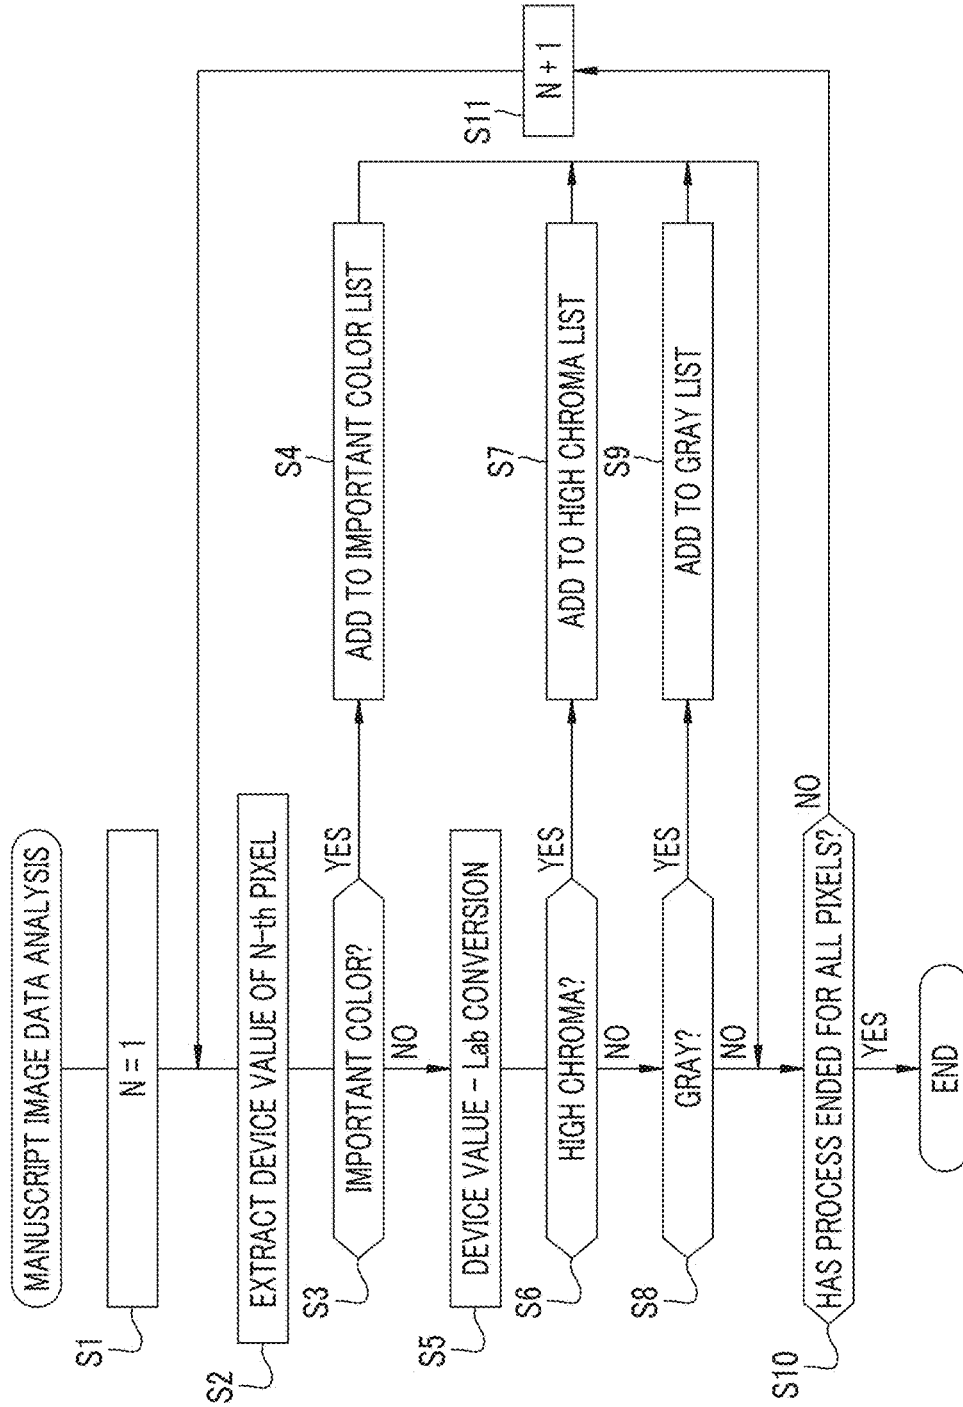 MANUSCRIPT IMAGE DATA ANALYSIS
S1
N = 1
S2
EXTRACT DEVICE VALUE OF N-th PIXEL
S3
IMPORTANT COLOR?
YES
NO
S4
ADD TO IMPORTANT COLOR LIST
S5
DEVICE VALUE - Lab CONVERSION
S6
HIGH CHROMA?
YES
NO
S7
ADD TO HIGH CHROMA LIST
S8
GRAY?
YES
NO
S9
ADD TO GRAY LIST
S10
HAS PROCESS ENDED FOR ALL PIXELS?
NO
YES
S11
N + 1
END